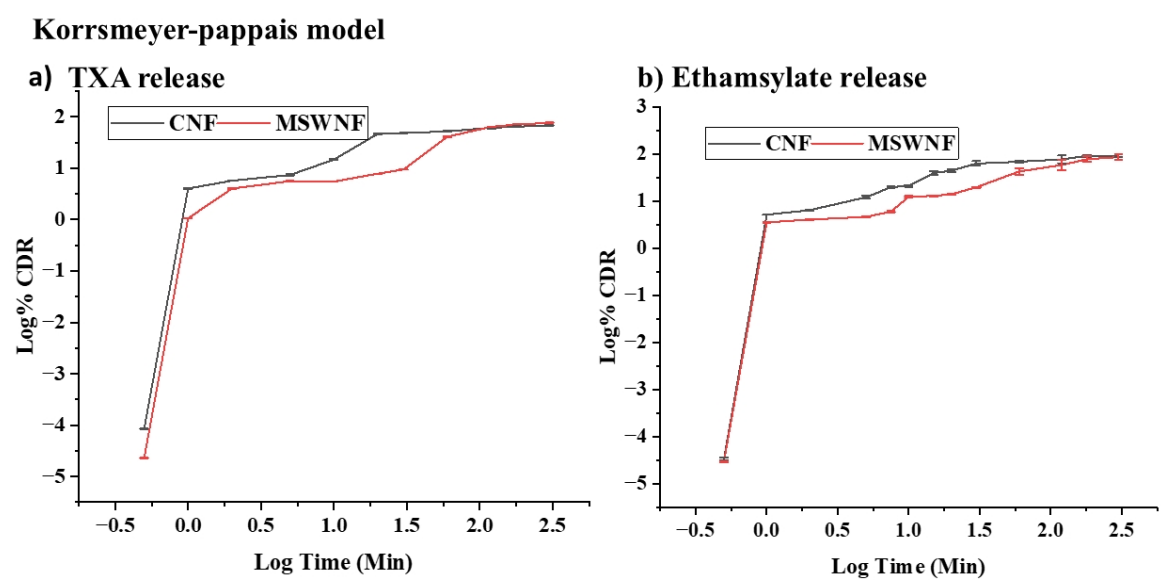 Korrsmeyer-pappais model
a) TXA release
CNF MSWNF
2
1
0
−1
−2
−3
−4
−5
Log% CDR
−0.5 0.0 0.5 1.0 1.5 2.0 2.5
Log Time (Min)
b) Ethamsylate release
CNF MSWNF
3
2
1
0
−1
−2
−3
−4
−5
Log% CDR
−0.5 0.0 0.5 1.0 1.5 2.0 2.5
Log Time (Min)